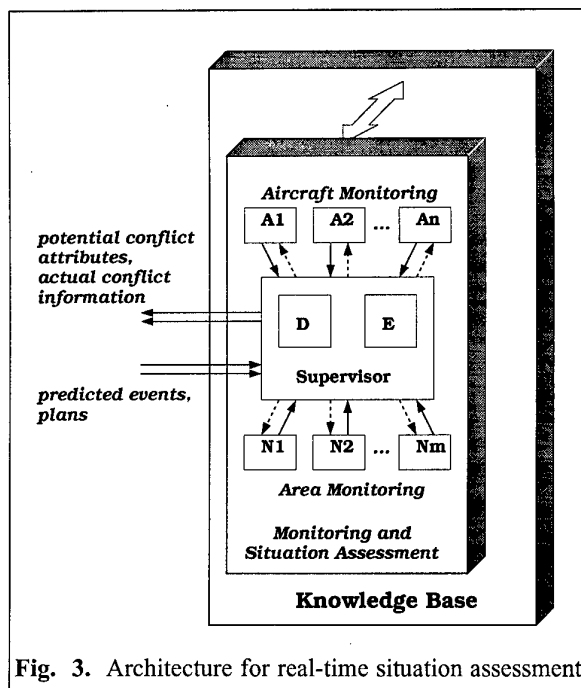 Aircraft Monitoring
A1 A2 ... An
potential conflict
attributes,
actual conflict
information
D E
Supervisor
predicted events,
plans
N1 N2 ... Nm
Area Monitoring
Monitoring and
Situation Assessment
Knowledge Base
Fig. 3. Architecture for real-time situation assessment